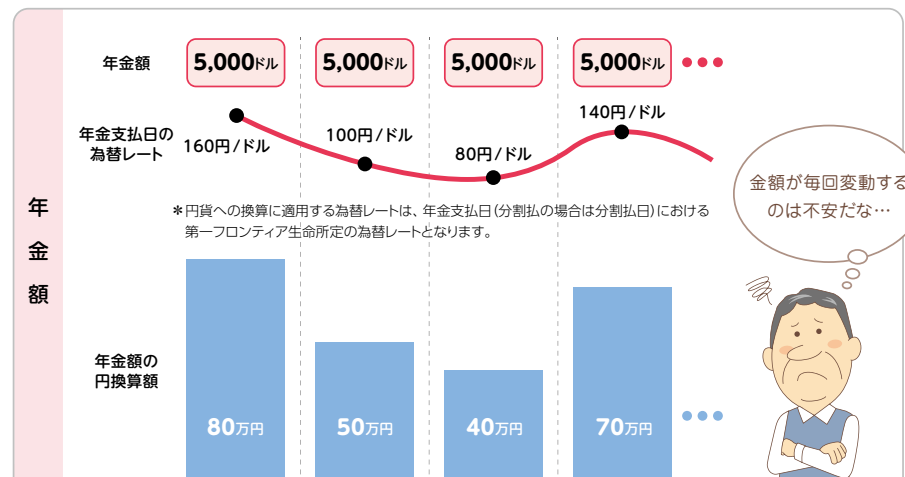 年金額
年金額
5,000ドル
5,000ドル
5,000ドル
5,000ドル
年金支払日の
為替レート
160円/ドル
100円/ドル
80円/ドル
140円/ドル
金額が毎回変動する
のは不安だな…
＊円貨への換算に適用する為替レートは、年金支払日（分割払の場合は分割払日）における
第一フロンティア生命所定の為替レートとなります。
年金額の
円換算額
80万円
50万円
40万円
70万円